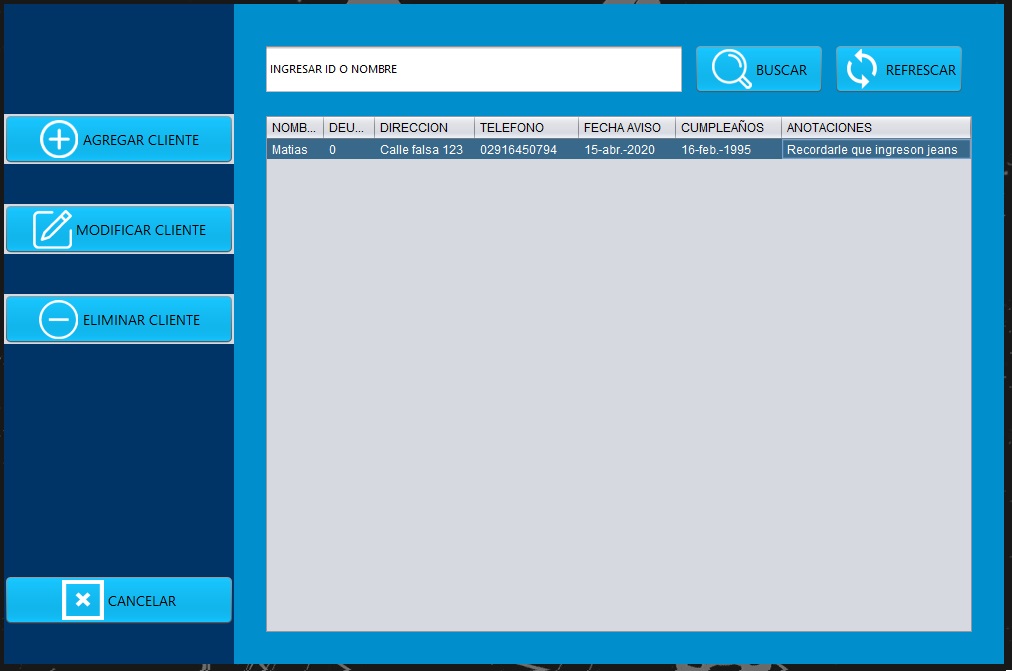 INGRESAR ID O NOMBRE
BUSCAR
REFRESCAR
AGREGAR CLIENTE
MODIFICAR CLIENTE
ELIMINAR CLIENTE
CANCELAR
NOMB... DEU... DIRECCION TELEFONO FECHA AVISO CUMPLEAÑOS ANOTACIONES
Matias 0 Calle falsa 123 02916450794 15-abr.-2020 16-feb.-1995 Recordarle que ingreson jeans